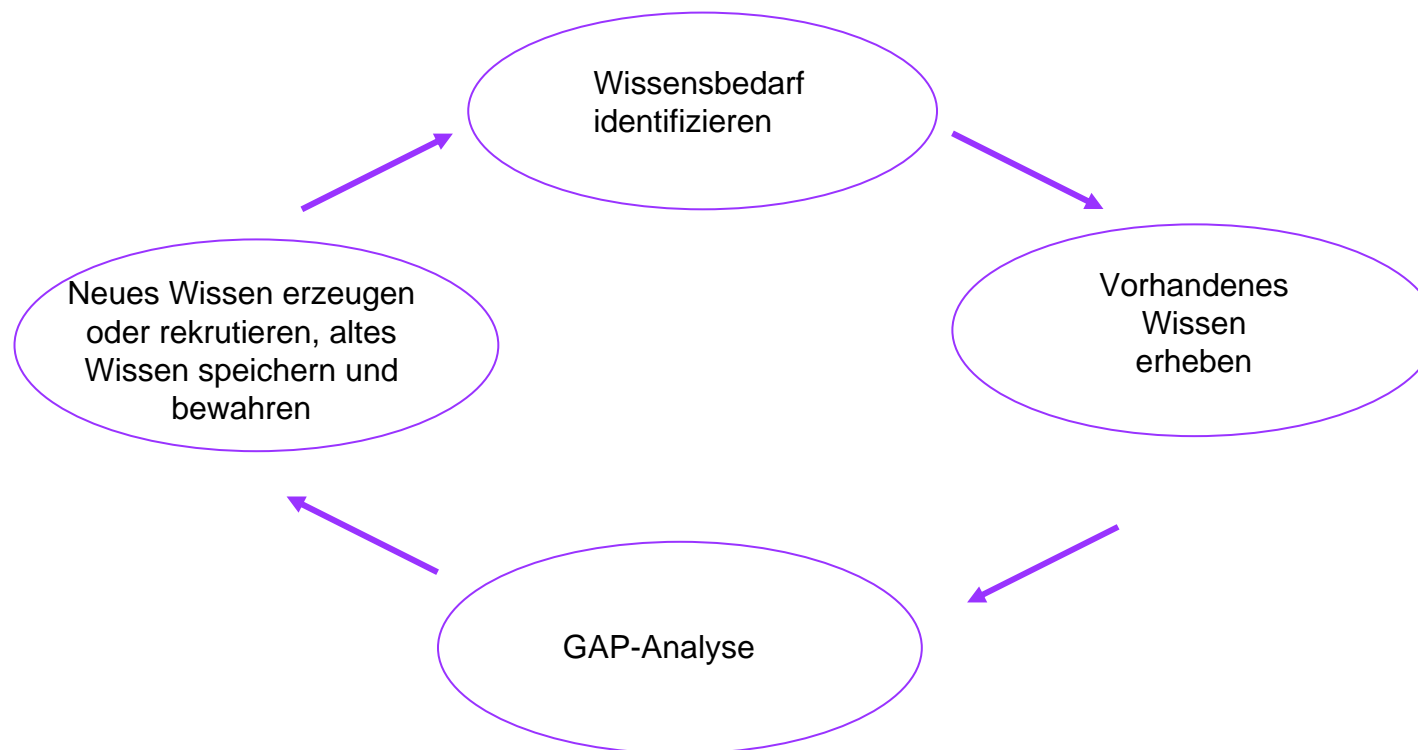 Wissensbedarf
identifizieren
Vorhandenes
Wissen
erheben
GAP-Analyse
Neues Wissen erzeugen
oder rekrutieren, altes
Wissen speichern und
bewahren